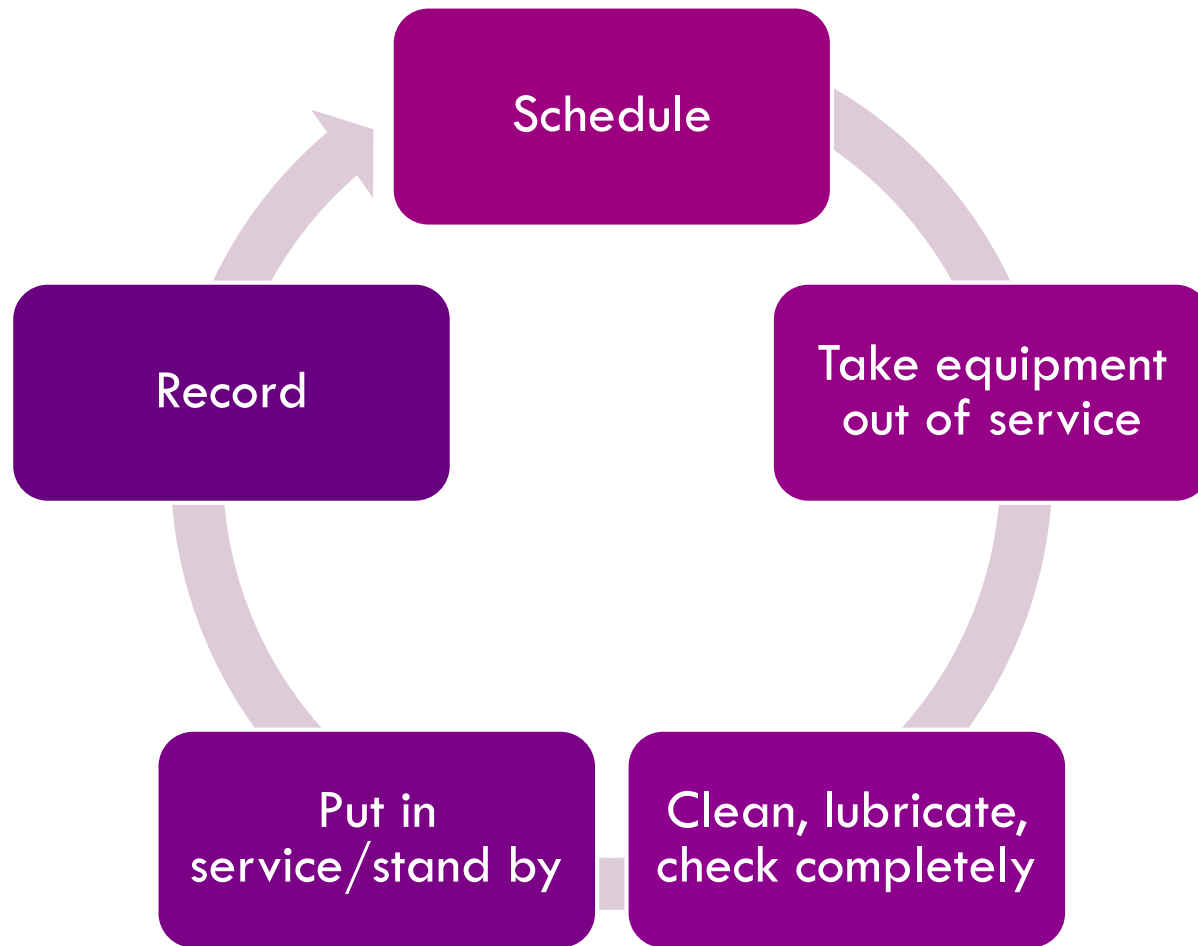 Schedule
Take equipment
out of service
Clean, lubricate,
check completely
Put in
service/stand by
Record